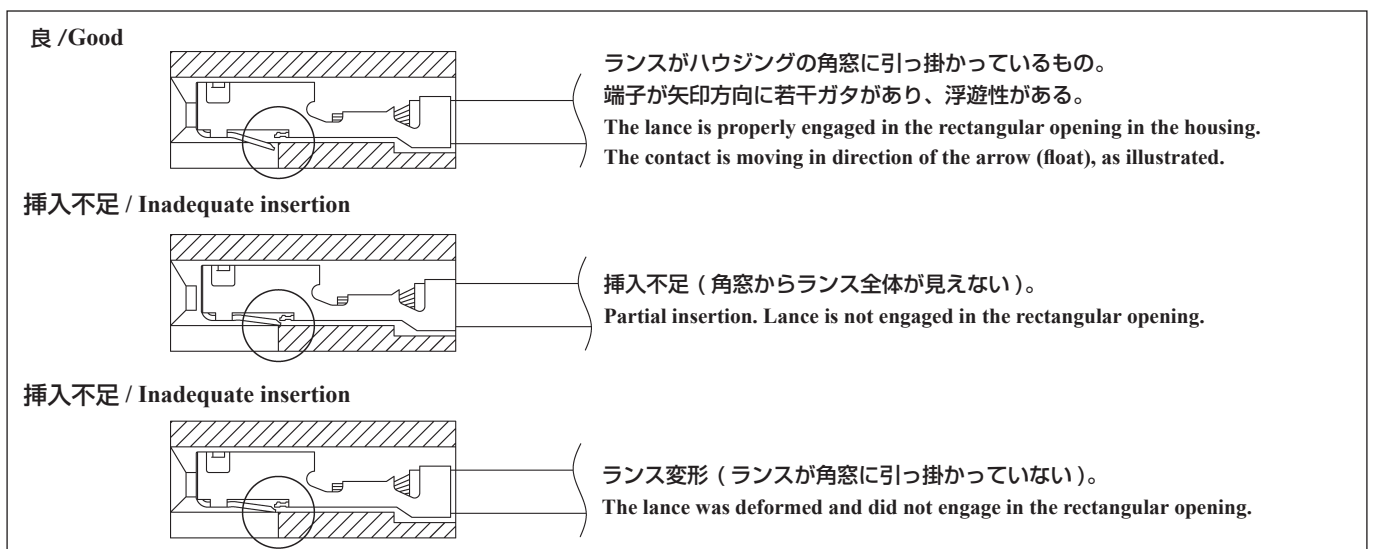 良 /Good
ランスがハウジングの角窓に引っ掛かっているもの。
端子が矢印方向に若干ガタがあり、浮遊性がある。
The lance is properly engaged in the rectangular opening in the housing.
The contact is moving in direction of the arrow (float), as illustrated.
挿入不足 / Inadequate insertion
挿入不足 ( 角窓からランス全体が見えない )。
Partial insertion. Lance is not engaged in the rectangular opening.
挿入不足 / Inadequate insertion
ランス変形 ( ランスが角窓に引っ掛かっていない )。
The lance was deformed and did not engage in the rectangular opening.